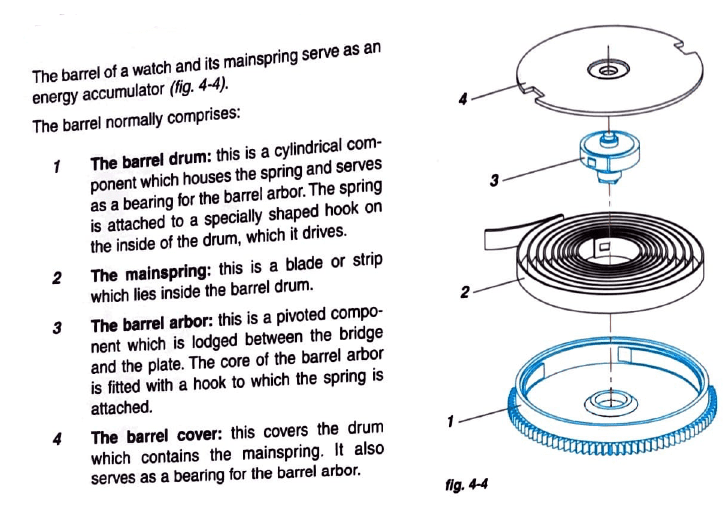 The barrel of a watch and its mainspring serve as an
energy accumulator (fig. 4-4).
The barrel normally comprises:
1 The barrel drum: this is a cylindrical com-
ponent which houses the spring and serves
as a bearing for the barrel arbor. The spring
is attached to a specially shaped hook on
the inside of the drum, which it drives.
2 The mainspring: this is a blade or strip
which lies inside the barrel drum.
3 The barrel arbor: this is a pivoted compo-
nent which is lodged between the bridge
and the plate. The core of the barrel arbor
is fitted with a hook to which the spring is
attached.
4 The barrel cover: this covers the drum
which contains the mainspring. It also
serves as a bearing for the barrel arbor.
4
3
2
1
fig. 4-4